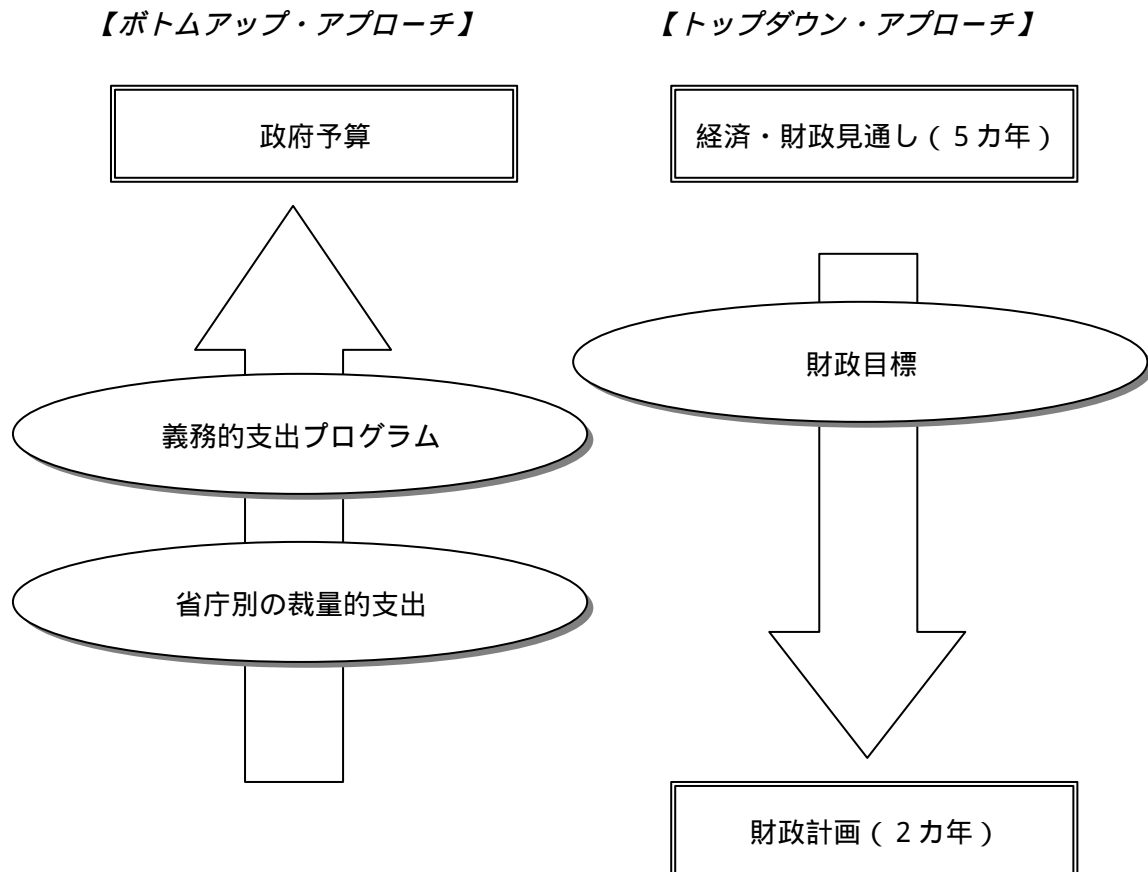 【ボトムアップ・アプローチ】
政府予算
義務的支出プログラム
省庁別の裁量的支出
【トップダウン・アプローチ】
経済・財政見通し（５カ年）
財政目標
財政計画（２カ年）